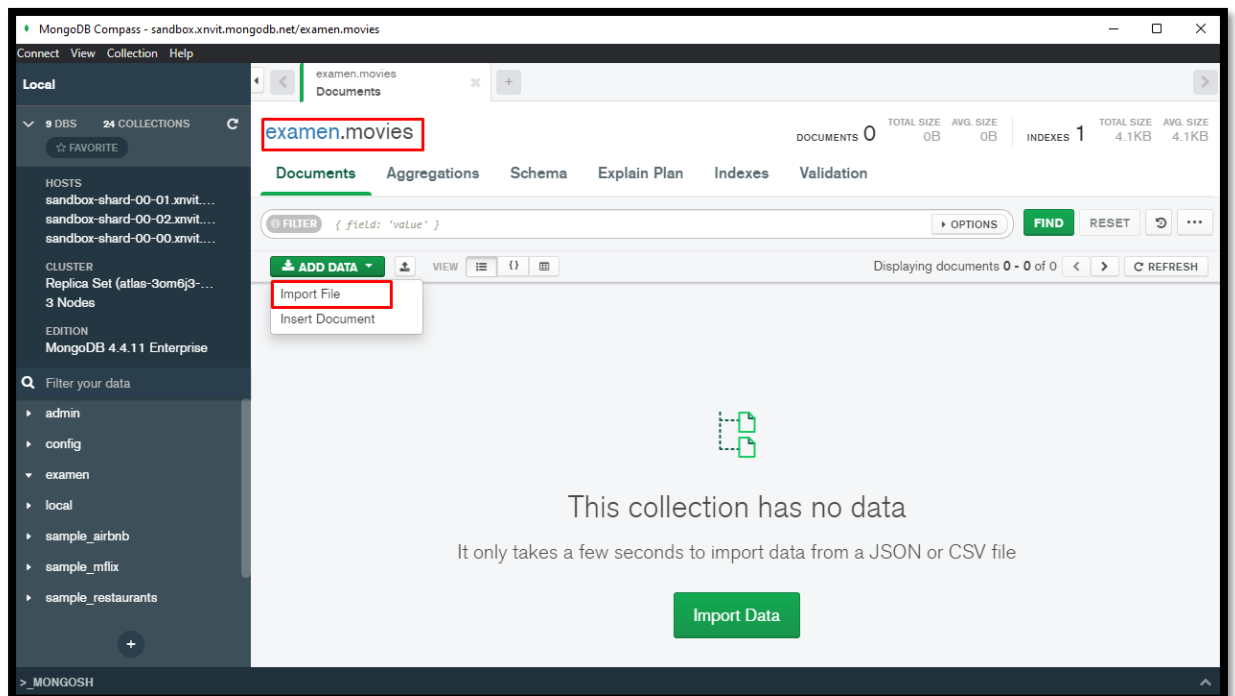 MongoDB Compass - sandbox.xnvit.mongodb.net/examen.movies
Connect View Collection Help
Local
9 DBS 24 COLLECTIONS
FAVORITE
HOSTS
sandbox-shard-00-01.xnvit....
sandbox-shard-00-02.xnvit....
sandbox-shard-00-00.xnvit....
CLUSTER
Replica Set (atlas-3om6j3-...
3 Nodes
EDITION
MongoDB 4.4.11 Enterprise
Filter your data
admin
config
examen
local
sample_airbnb
sample_mflix
sample_restaurants
+
>_MONGOSH
examen.movies
Documents
+
examen.movies
DOCUMENTS 0 TOTAL SIZE 0B AVG. SIZE 0B INDEXES 1 TOTAL SIZE 4.1KB AVG. SIZE 4.1KB
Documents Aggregations Schema Explain Plan Indexes Validation
FILTER { field: 'value' } OPTIONS FIND RESET ...
ADD DATA VIEW {} Displaying documents 0 - 0 of 0 < > REFRESH
Import File
Insert Document
This collection has no data
It only takes a few seconds to import data from a JSON or CSV file
Import Data